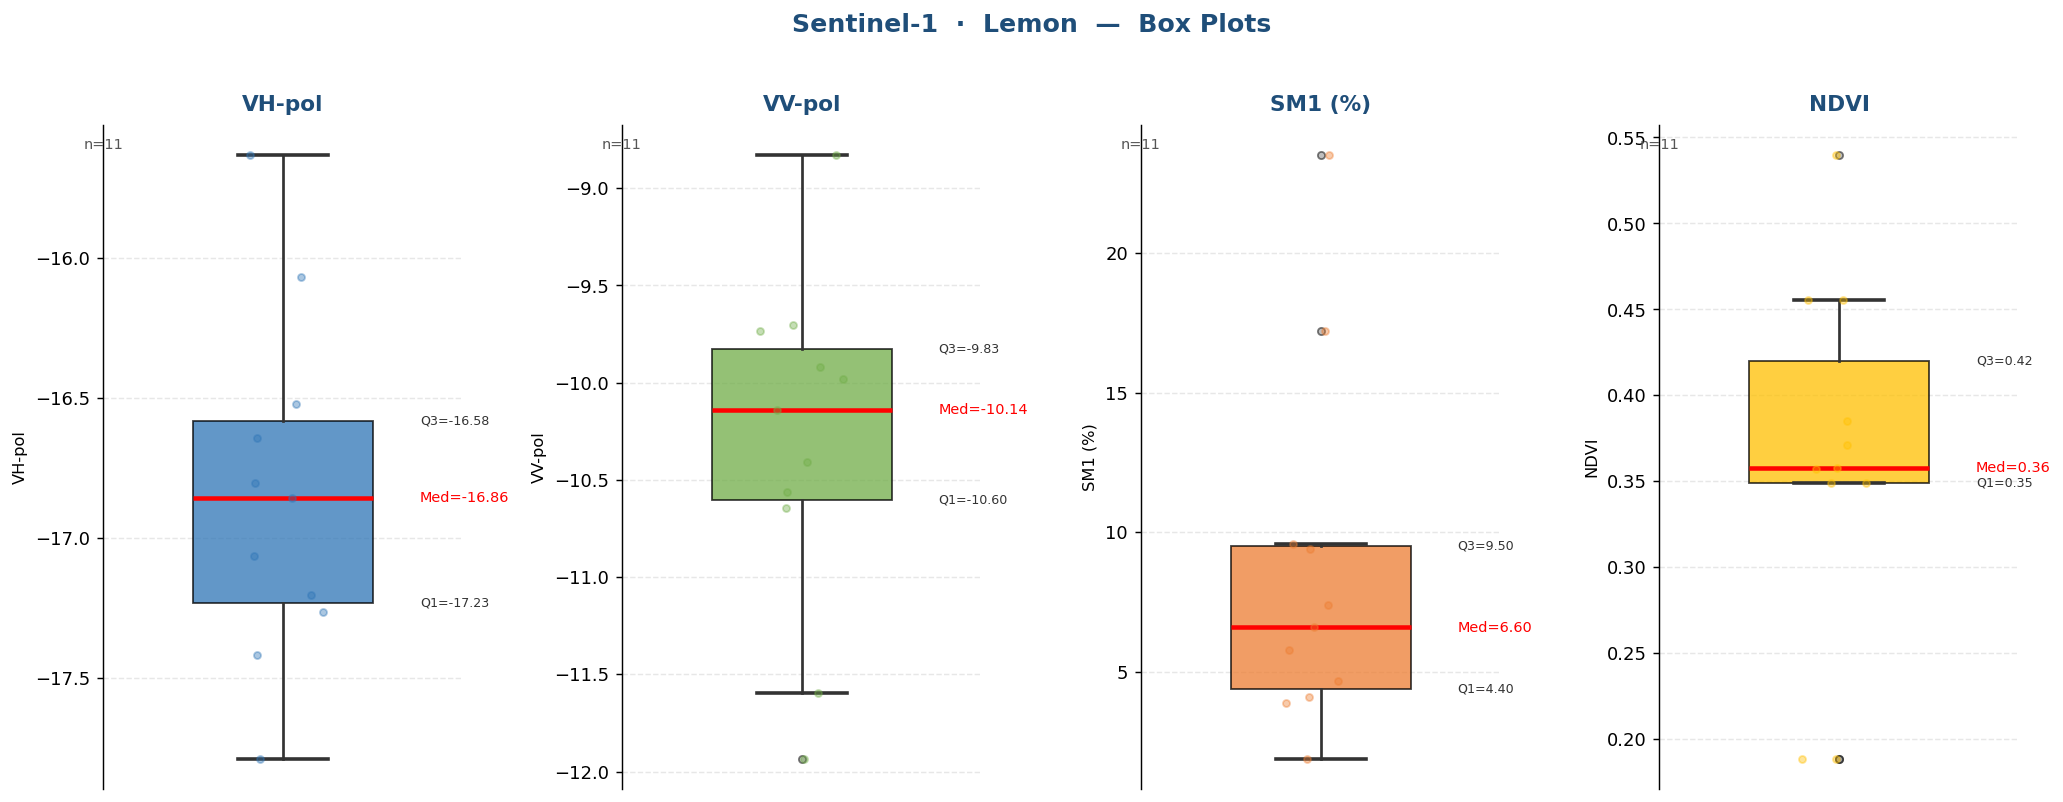 Sentinel-1 · Lemon — Box Plots
VH-pol
n=11
−16.0
−16.5
−17.0
−17.5
VH-pol
Q3=-16.58
Med=-16.86
Q1=-17.23
VV-pol
n=11
−9.0
−9.5
−10.0
−10.5
−11.0
−11.5
−12.0
VV-pol
Q3=-9.83
Med=-10.14
Q1=-10.60
SM1 (%)
n=11
20
15
10
5
SM1 (%)
Q3=9.50
Med=6.60
Q1=4.40
NDVI
n=11
0.55
0.50
0.45
0.40
0.35
0.30
0.25
0.20
NDVI
Q3=0.42
Med=0.36
Q1=0.35